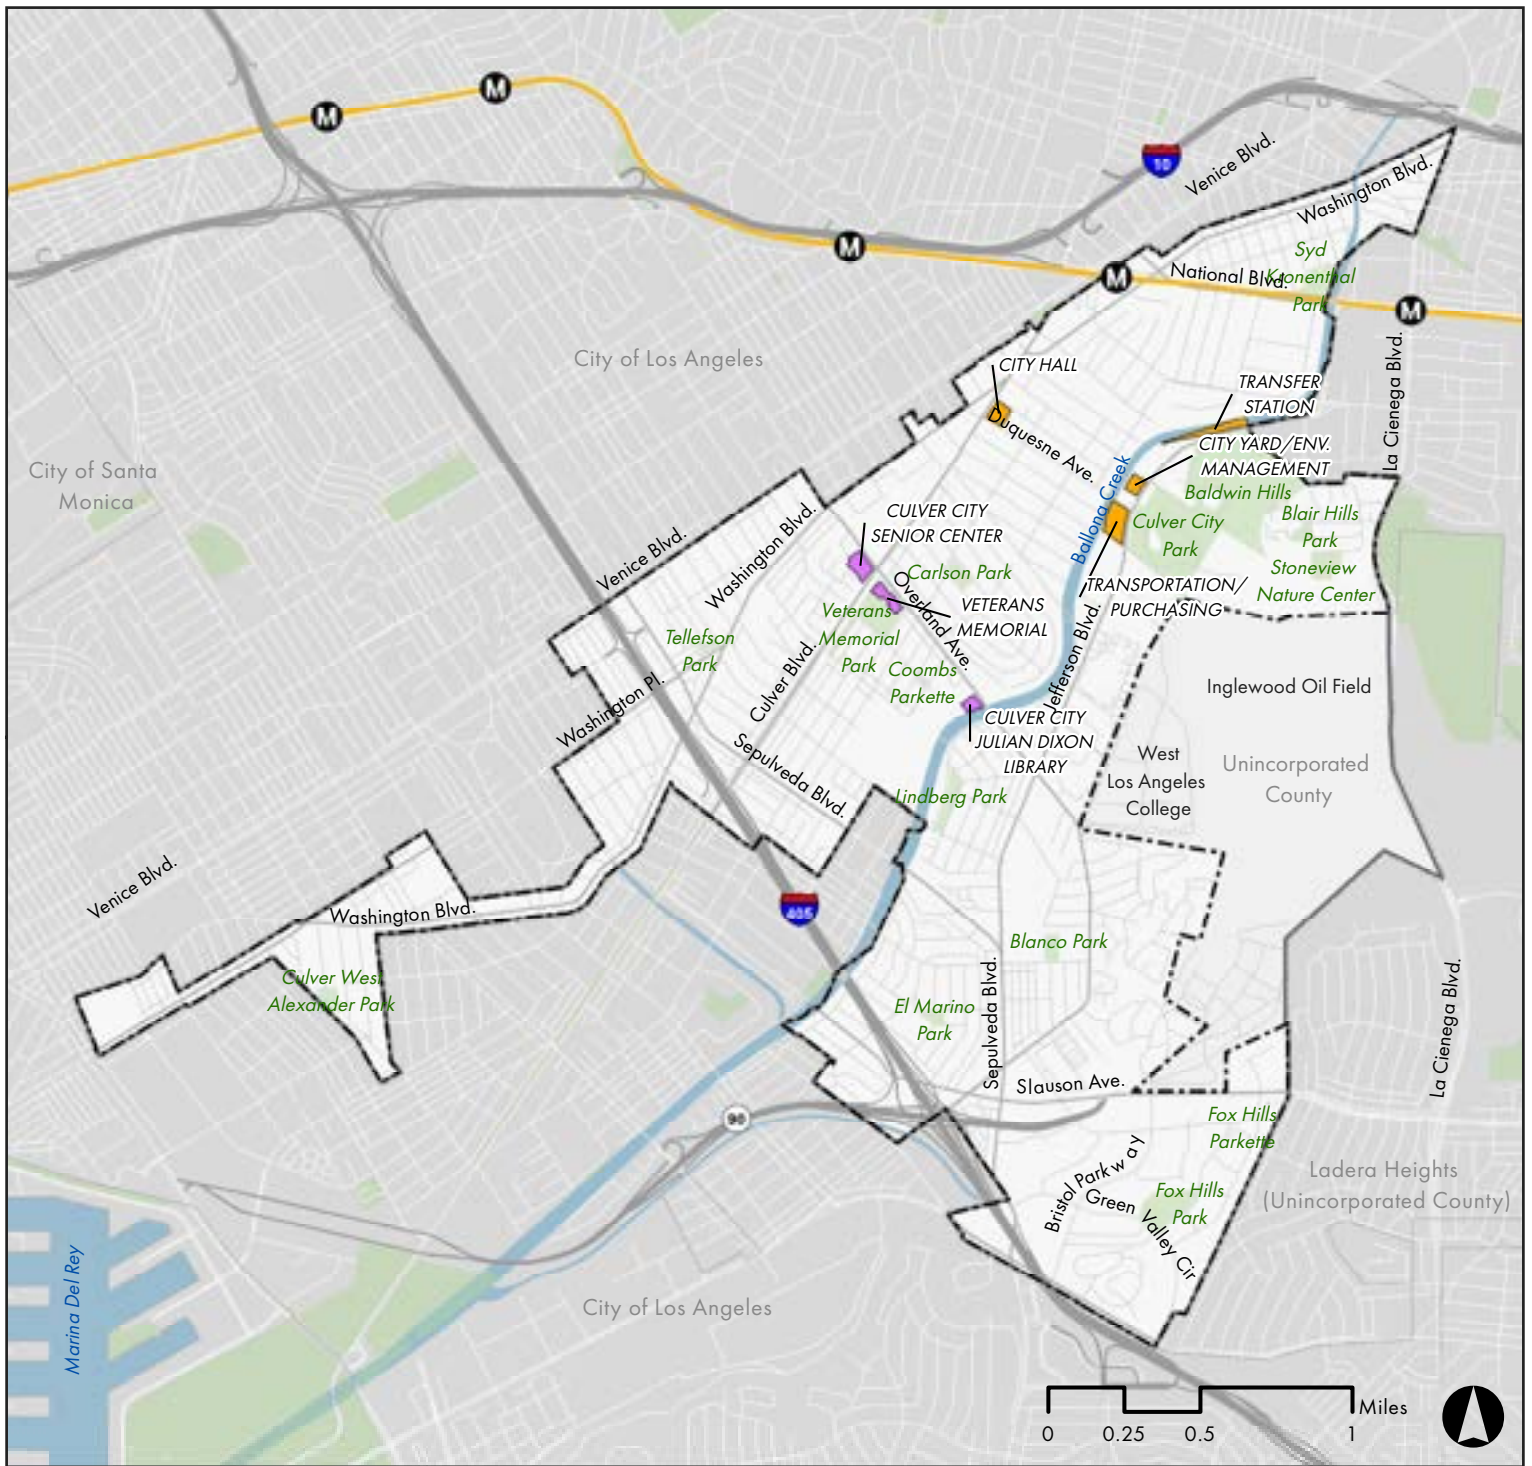 M
M
10
Venice Blvd.
Washington Blvd.
M
Syd
Kronenthal
Park
National Blvd.
M
M
City of Los Angeles
CITY HALL
La Cienega Blvd.
TRANSFER
STATION
Duquesne Ave.
CITY YARD/ENV.
MANAGEMENT
City of Santa
Monica
Ballona Creek
Baldwin Hills
Culver City
Park
Blair Hills
Park
Stoneview
Nature Center
CULVER CITY
SENIOR CENTER
Washington Blvd.
Venice Blvd.
Carlson Park
Overland Ave.
TRANSPORTATION/
PURCHASING
VETERANS
MEMORIAL
Veterans
Memorial
Park
Tellefson
Park
Coombs
Parkette
Culver Blvd.
Jefferson Blvd.
Washington Pl.
Inglewood Oil Field
CULVER CITY
JULIAN DIXON
LIBRARY
Sepulveda Blvd.
West
Los Angeles
College
Unincorporated
County
Lindberg Park
Venice Blvd.
Washington Blvd.
405
Blanco Park
Culver West
Alexander Park
El Marino
Park
Sepulveda Blvd.
La Cienega Blvd.
Slauson Ave.
90
Fox Hills
Parkette
Bristol Parkway
Ladera Heights
(Unincorporated County)
Fox Hills
Park
Green Valley Cir
Marina Del Rey
City of Los Angeles
Miles
0 0.25 0.5 1